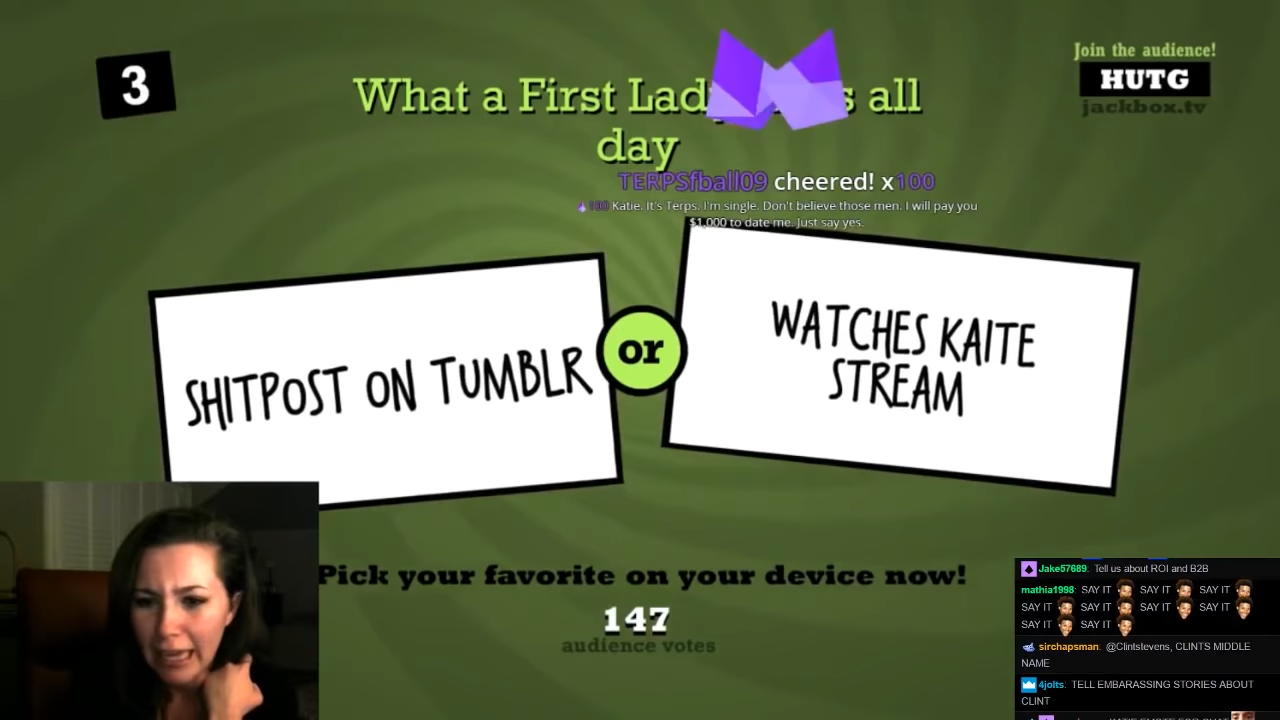 3
What a First Lad s all
day
Join the audience!
HUTG
jackbox.tv
TERPSfball09 cheered! x100
100 Katie. It's Terps. I'm single. Don't believe those men. I will pay you
$1,000 to date me. Just say yes.
SHITPOST ON TUMBLR
or
WATCHES KAITE
STREAM
Pick your favorite on your device now!
147
audience votes
Jake57689: Tell us about ROI and B2B
mathia1998: SAY IT SAY IT SAY IT
SAY IT SAY IT SAY IT SAY IT
SAY IT SAY IT
sirchapsman: @Clintstevens, CLINTS MIDDLE
NAME
4jolts: TELL EMBARASSING STORIES ABOUT
CLINT